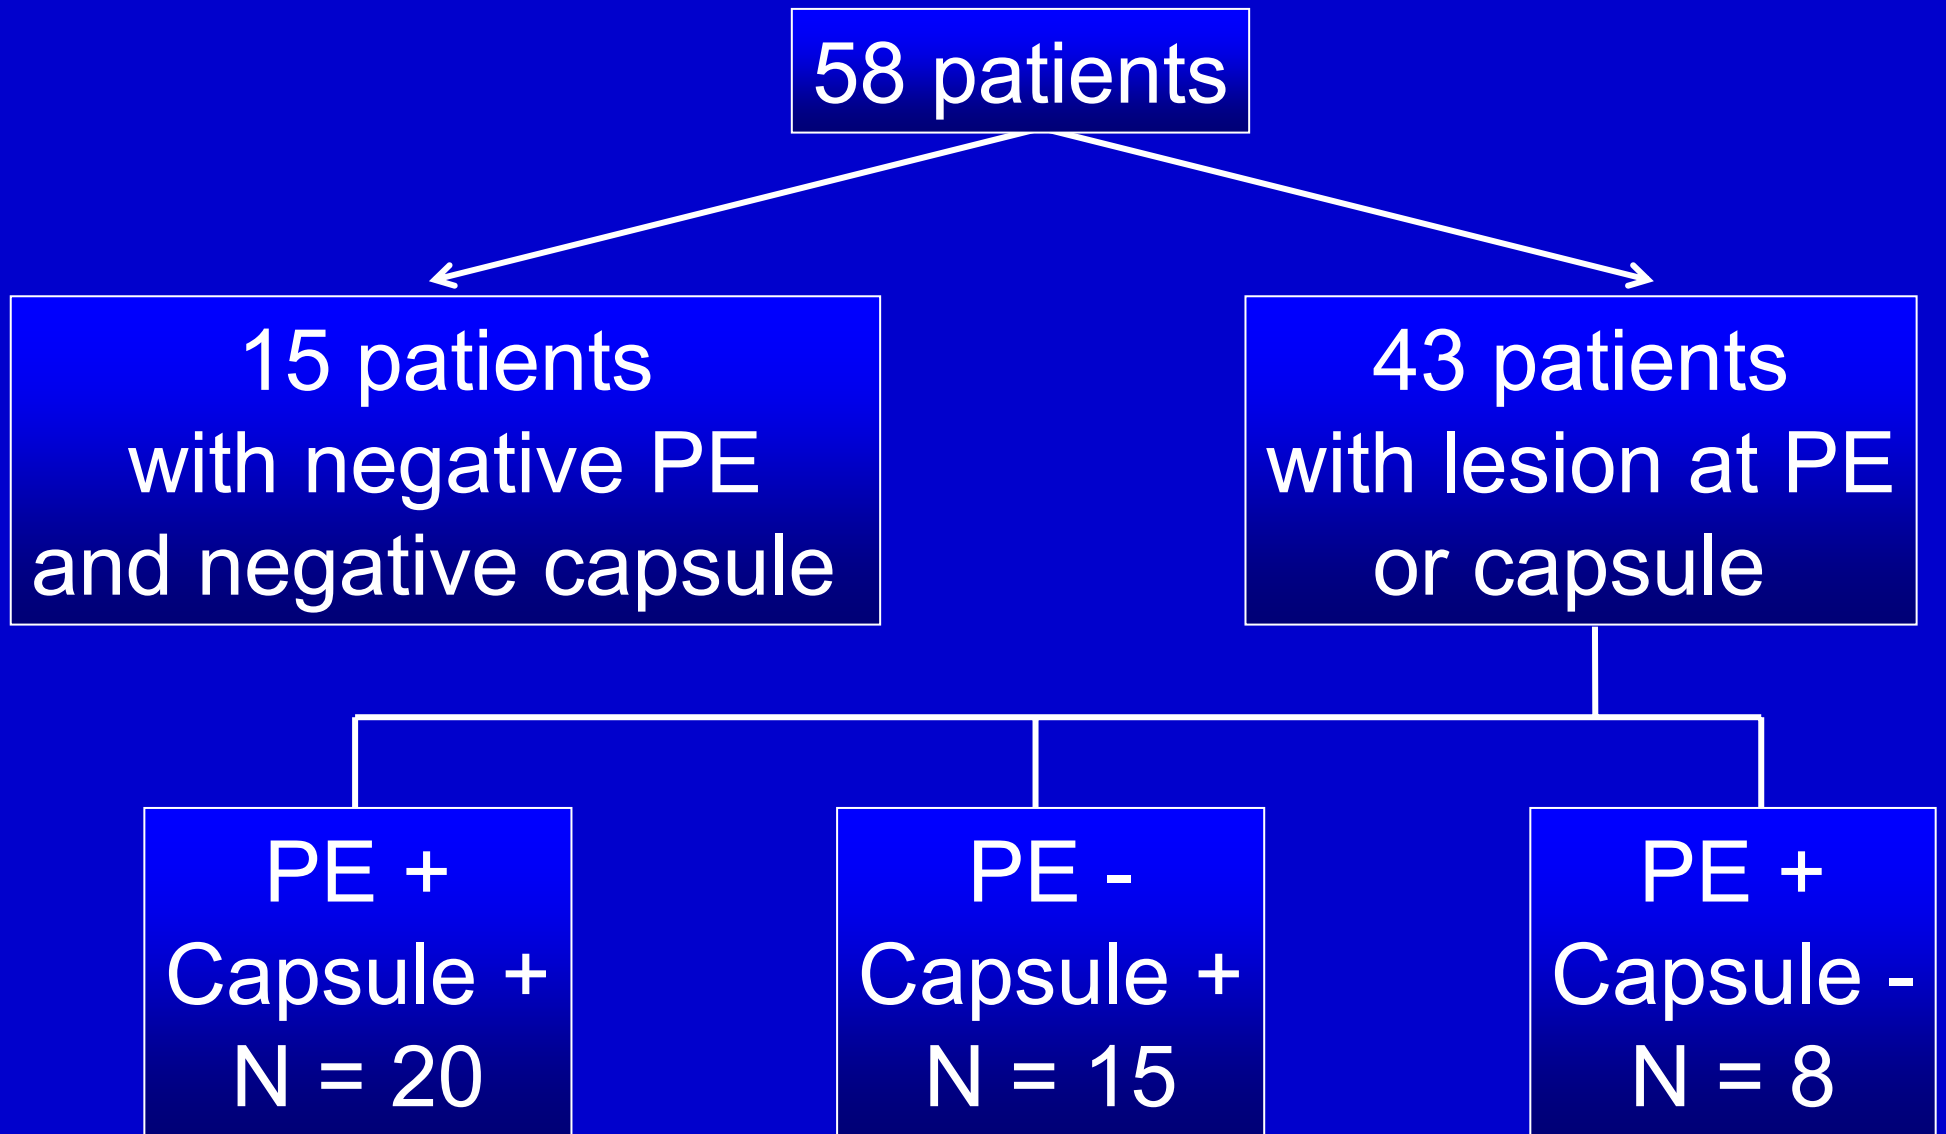 58 patients
15 patients
with negative PE
and negative capsule
43 patients
with lesion at PE
or capsule
PE +
Capsule +
N = 20
PE -
Capsule +
N = 15
PE +
Capsule -
N = 8